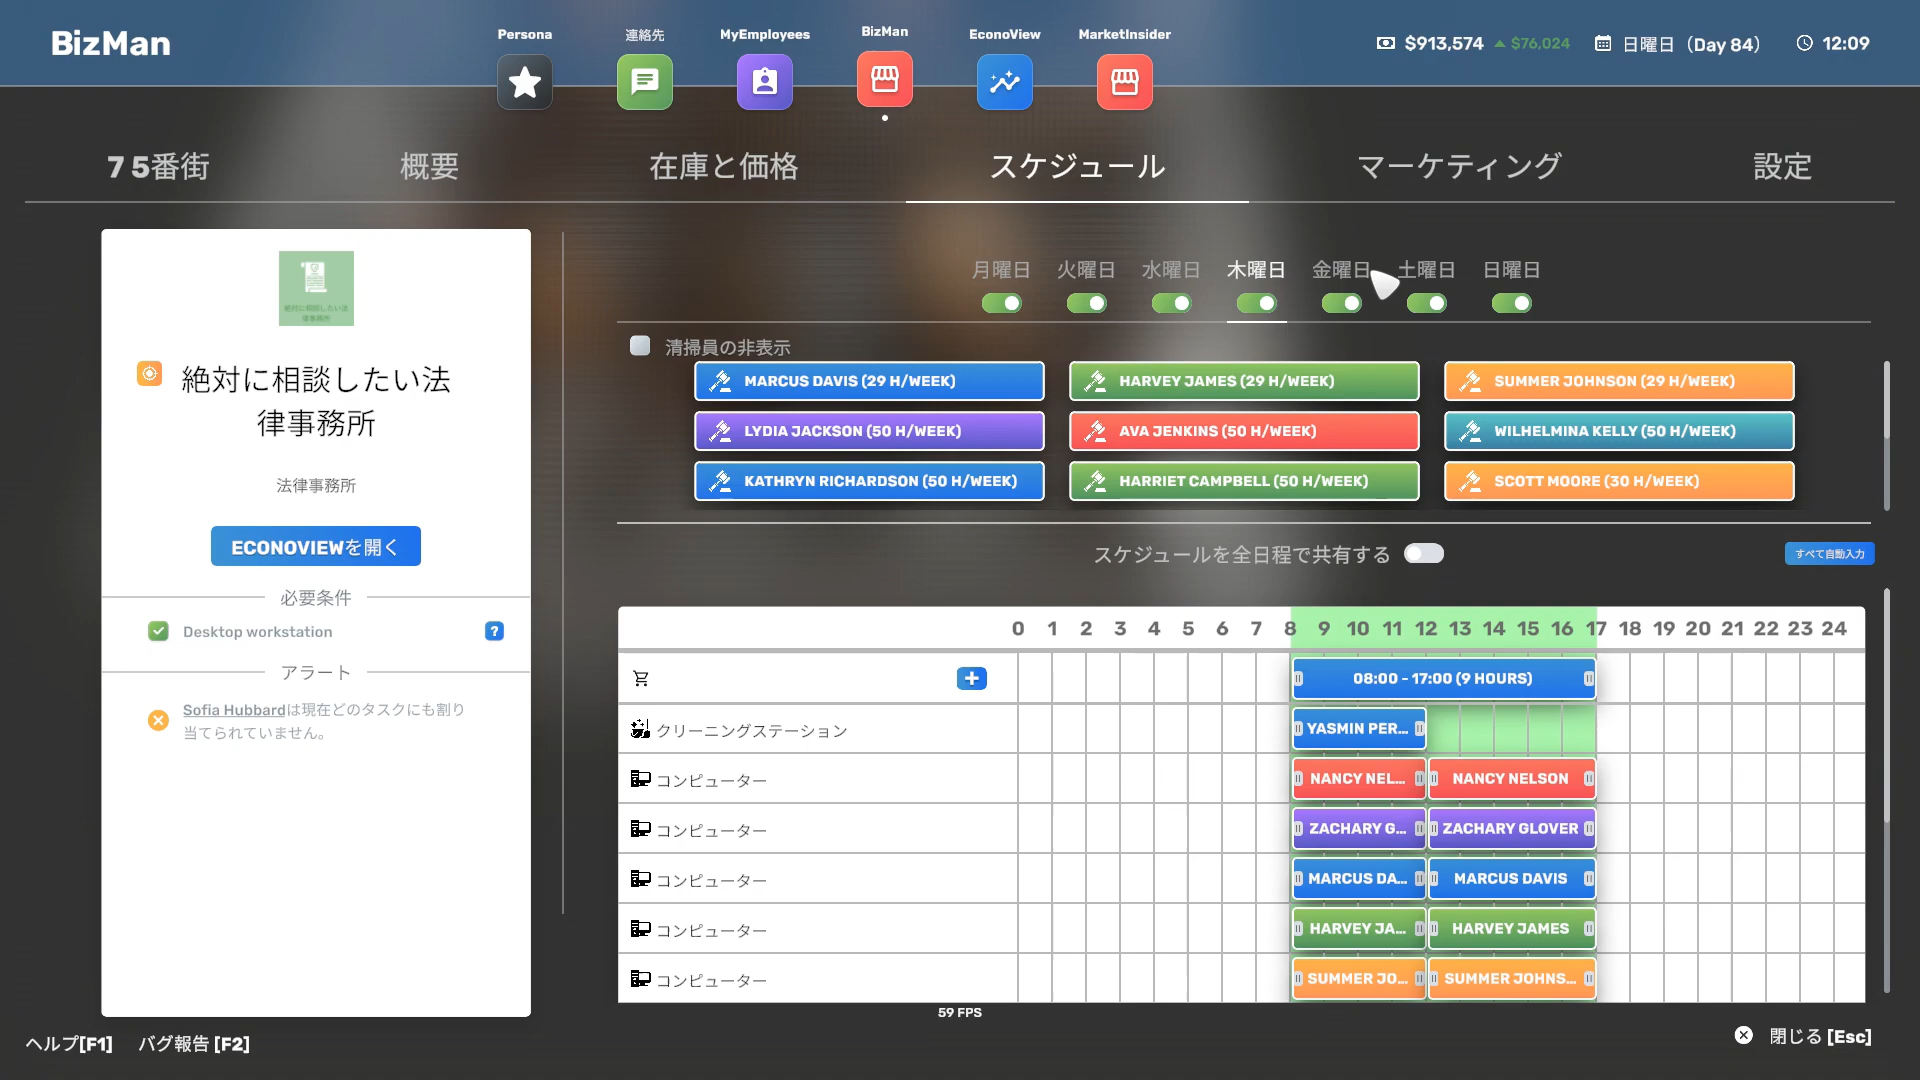 BizMan
Persona
連絡先
MyEmployees
BizMan
EconoView
MarketInsider
$913,574
$76,024
日曜日 (Day 84)
12:09
7 5番街
概要
在庫と価格
スケジュール
マーケティング
設定
絶対に相談したい法
律事務所
絶対に相談したい法
律事務所
法律事務所
ECONOVIEWを開く
必要条件
Desktop workstation
?
アラート
Sofia Hubbardは現在どのタスクにも割り
当てられていません。
月曜日 火曜日 水曜日 木曜日 金曜日 土曜日 日曜日
清掃員の非表示
MARCUS DAVIS (29 H/WEEK)
HARVEY JAMES (29 H/WEEK)
SUMMER JOHNSON (29 H/WEEK)
LYDIA JACKSON (50 H/WEEK)
AVA JENKINS (50 H/WEEK)
WILHELMINA KELLY (50 H/WEEK)
KATHRYN RICHARDSON (50 H/WEEK)
HARRIET CAMPBELL (50 H/WEEK)
SCOTT MOORE (30 H/WEEK)
スケジュールを全日程で共有する
すべて自動入力
0 1 2 3 4 5 6 7 8 9 10 11 12 13 14 15 16 17 18 19 20 21 22 23 24
08:00 - 17:00 (9 HOURS)
クリーニングステーション
YASMIN PER...
コンピューター
NANCY NEL...
NANCY NELSON
コンピューター
ZACHARY G...
ZACHARY GLOVER
コンピューター
MARCUS DA...
MARCUS DAVIS
コンピューター
HARVEY JA...
HARVEY JAMES
コンピューター
SUMMER JO...
SUMMER JOHNS...
59 FPS
ヘルプ[F1]
バグ報告 [F2]
閉じる [Esc]